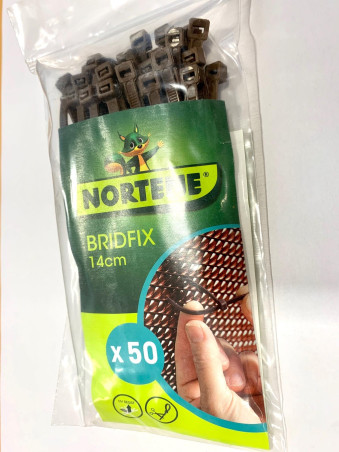 NORTENE®
BRIDFIX
14cm
x 50